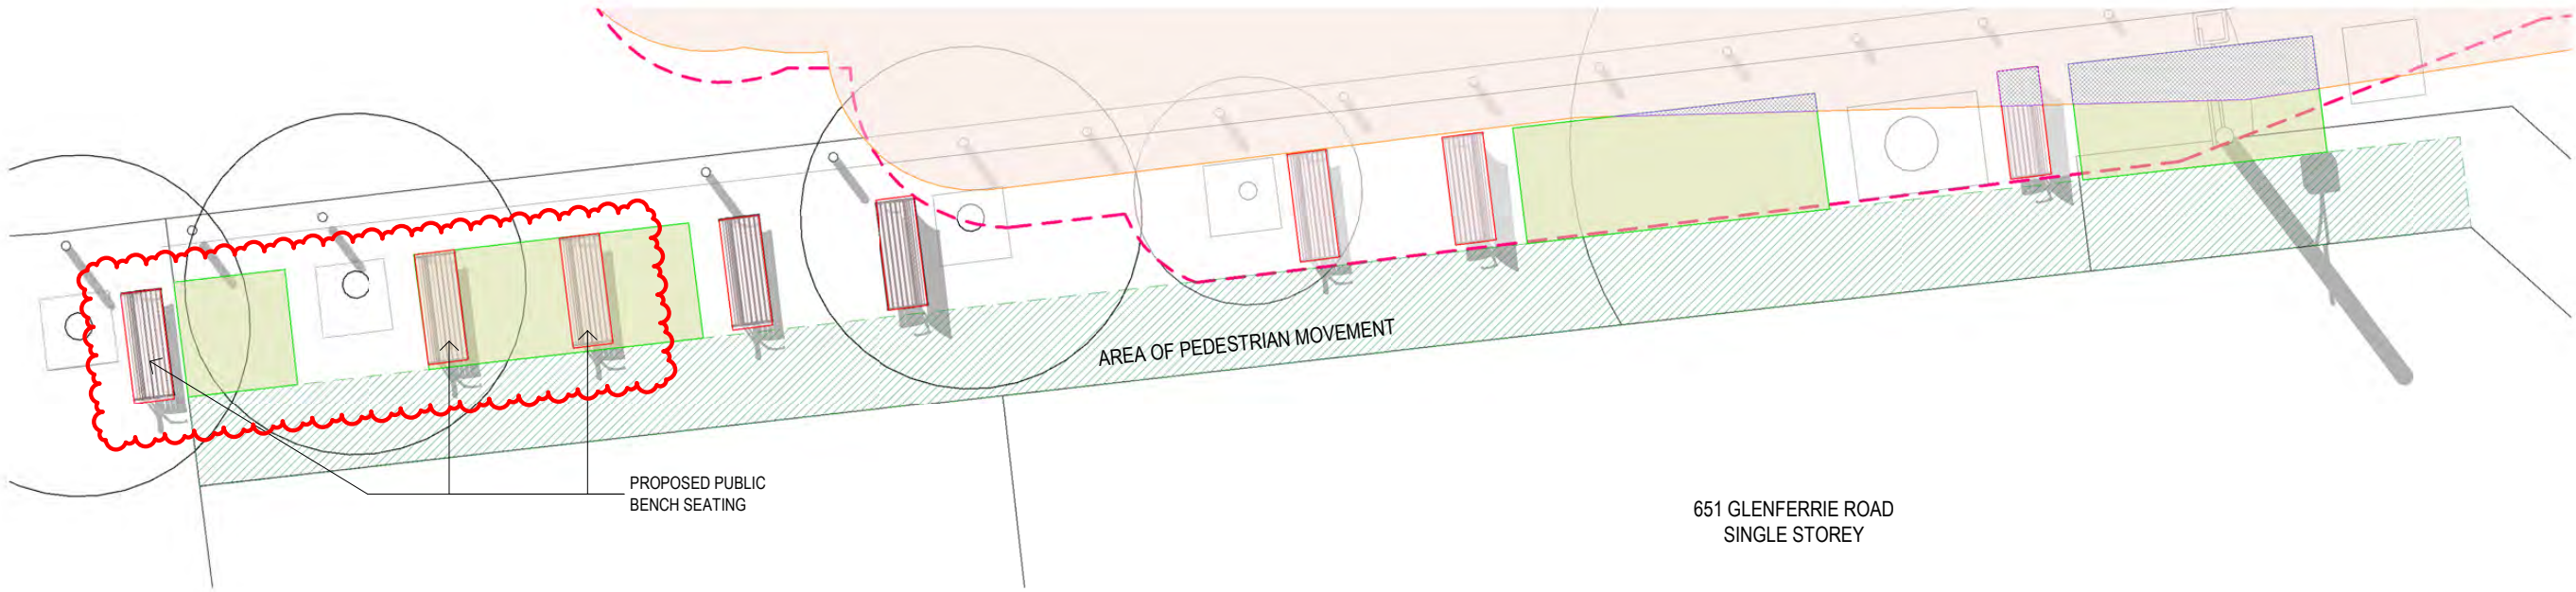 AREA OF PEDESTRIAN MOVEMENT
PROPOSED PUBLIC
BENCH SEATING
651 GLENFERRIE ROAD
SINGLE STOREY